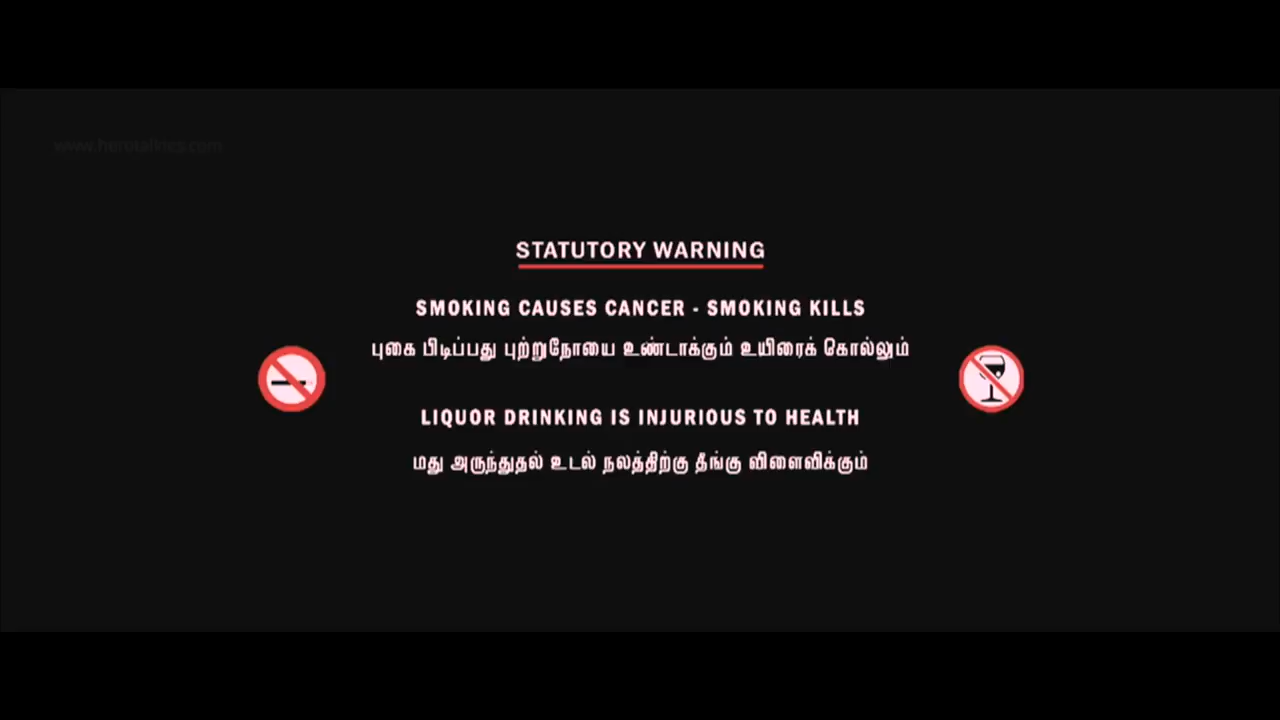 STATUTORY WARNING
SMOKING CAUSES CANCER - SMOKING KILLS
புகை பிடிப்பது புற்றுநோயை உண்டாக்கும் உயிரைக் கொல்லும்
LIQUOR DRINKING IS INJURIOUS TO HEALTH
மது அருந்துதல் உடல் நலத்திற்கு தீங்கு விளைவிக்கும்